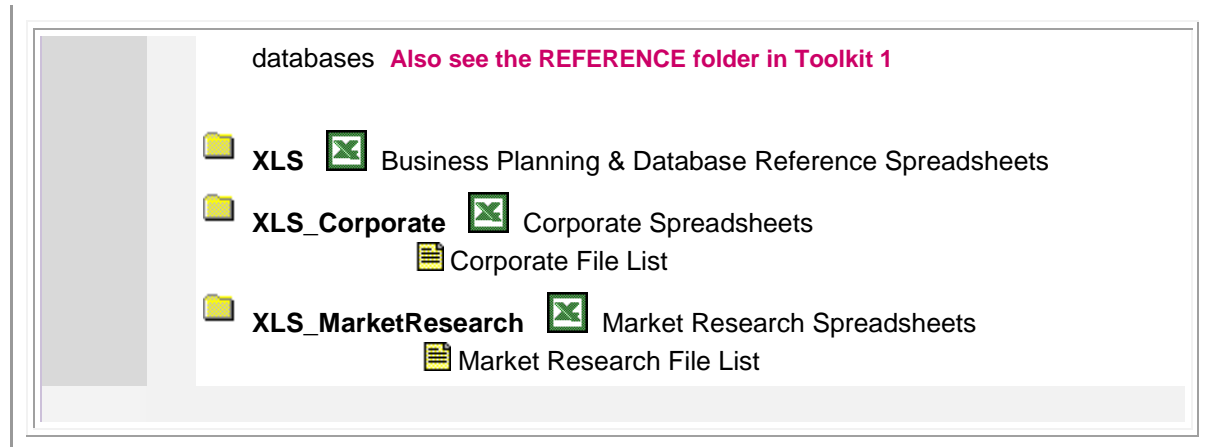 databases Also see the REFERENCE folder in Toolkit 1
XLS Business Planning & Database Reference Spreadsheets
XLS_Corporate Corporate Spreadsheets
Corporate File List
XLS_MarketResearch Market Research Spreadsheets
Market Research File List